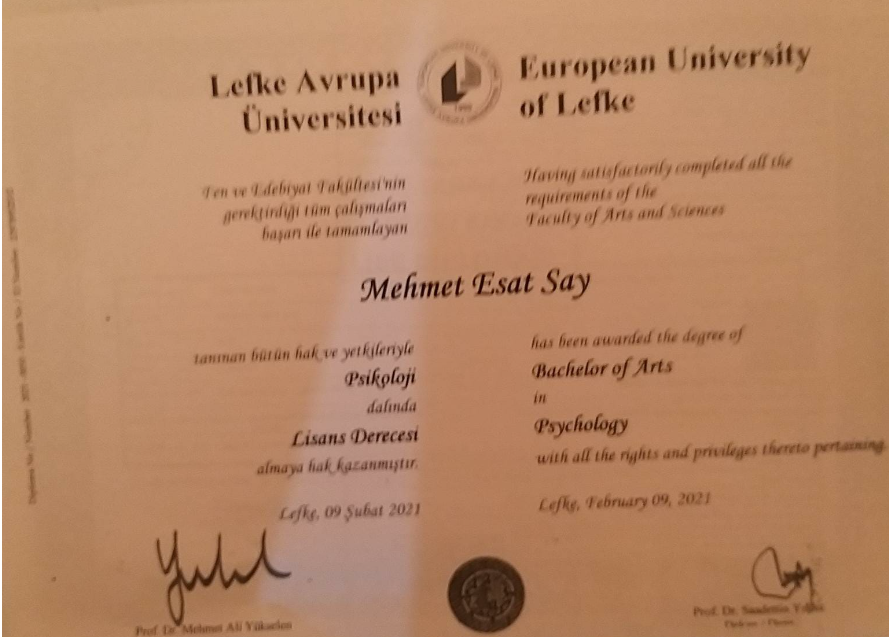 Lefke Avrupa
Üniversitesi
European University
of Lefke
Fen ve Edebiyat Fakültesi'nin
gerektirdiği tüm çalışmaları
başarı ile tamamlayan
Having satisfactorily completed all the
requirements of the
Faculty of Arts and Sciences
Mehmet Esat Say
tanınan bütün hak ve yetkileriyle
Psikoloji
dalında
Lisans Derecesi
almaya hak kazanmıştır.
Lefke, 09 Şubat 2021
has been awarded the degree of
Bachelor of Arts
in
Psychology
with all the rights and privileges thereto pertaining.
Lefke, February 09, 2021
Prof. Dr. Mehmet Ali Yükselen
Prof. Dr.